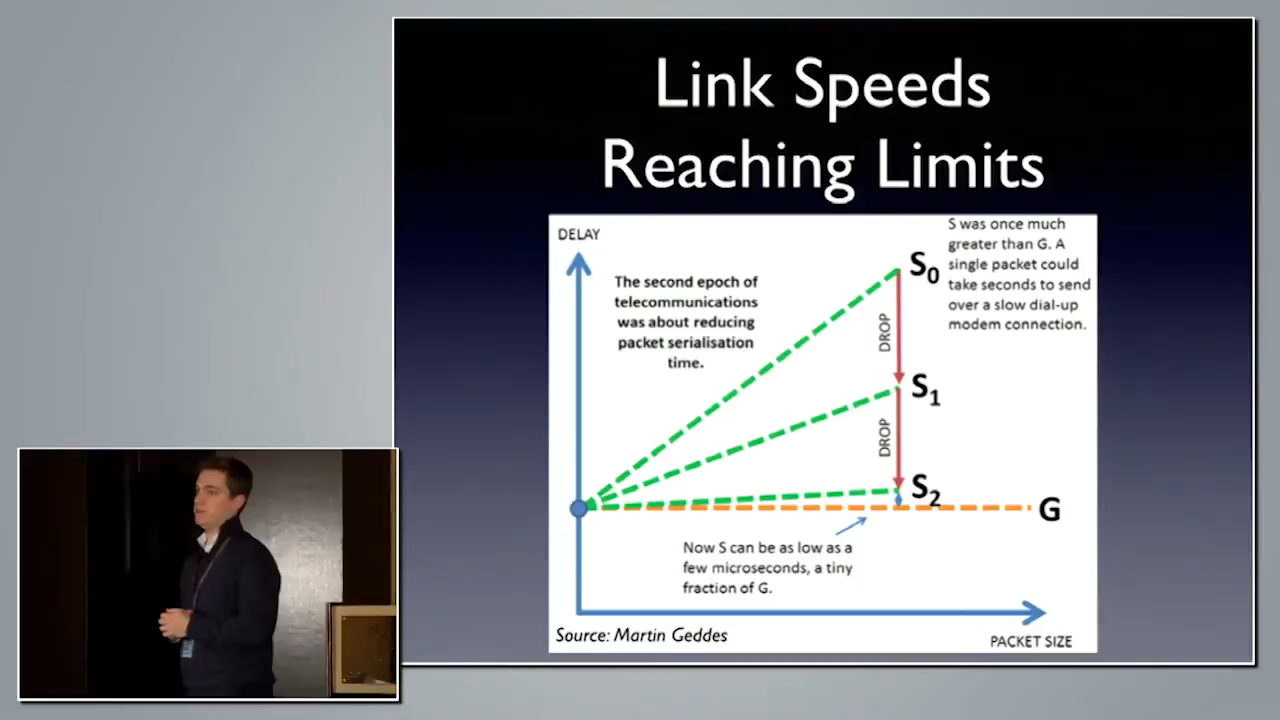 Link Speeds
Reaching Limits
DELAY
The second epoch of
telecommunications
was about reducing
packet serialisation
time.
S was once much
greater than G. A
single packet could
take seconds to send
over a slow dial-up
modem connection.
S0
DROP
S1
DROP
S2
G
Now S can be as low as a
few microseconds, a tiny
fraction of G.
Source: Martin Geddes
PACKET SIZE